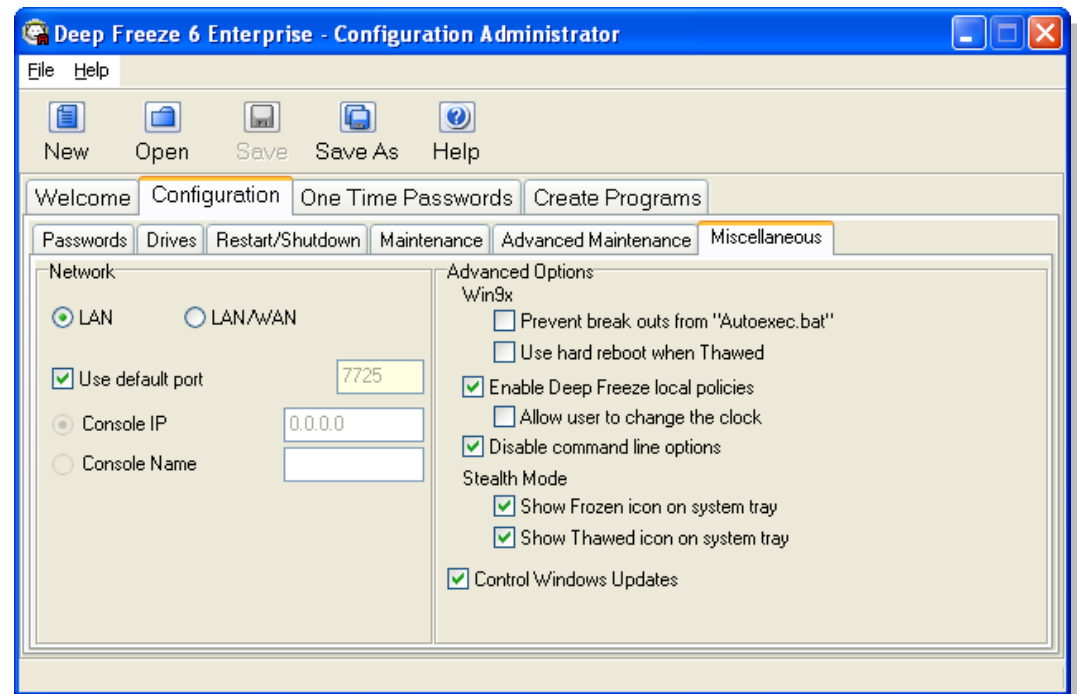 Deep Freeze 6 Enterprise - Configuration Administrator
File Help
New Open Save Save As Help
Welcome Configuration One Time Passwords Create Programs
Passwords Drives Restart/Shutdown Maintenance Advanced Maintenance Miscellaneous
Network
LAN LAN/WAN
Use default port 7725
Console IP 0.0.0.0
Console Name
Advanced Options
Win9x
Prevent break outs from "Autoexec.bat"
Use hard reboot when Thawed
Enable Deep Freeze local policies
Allow user to change the clock
Disable command line options
Stealth Mode
Show Frozen icon on system tray
Show Thawed icon on system tray
Control Windows Updates